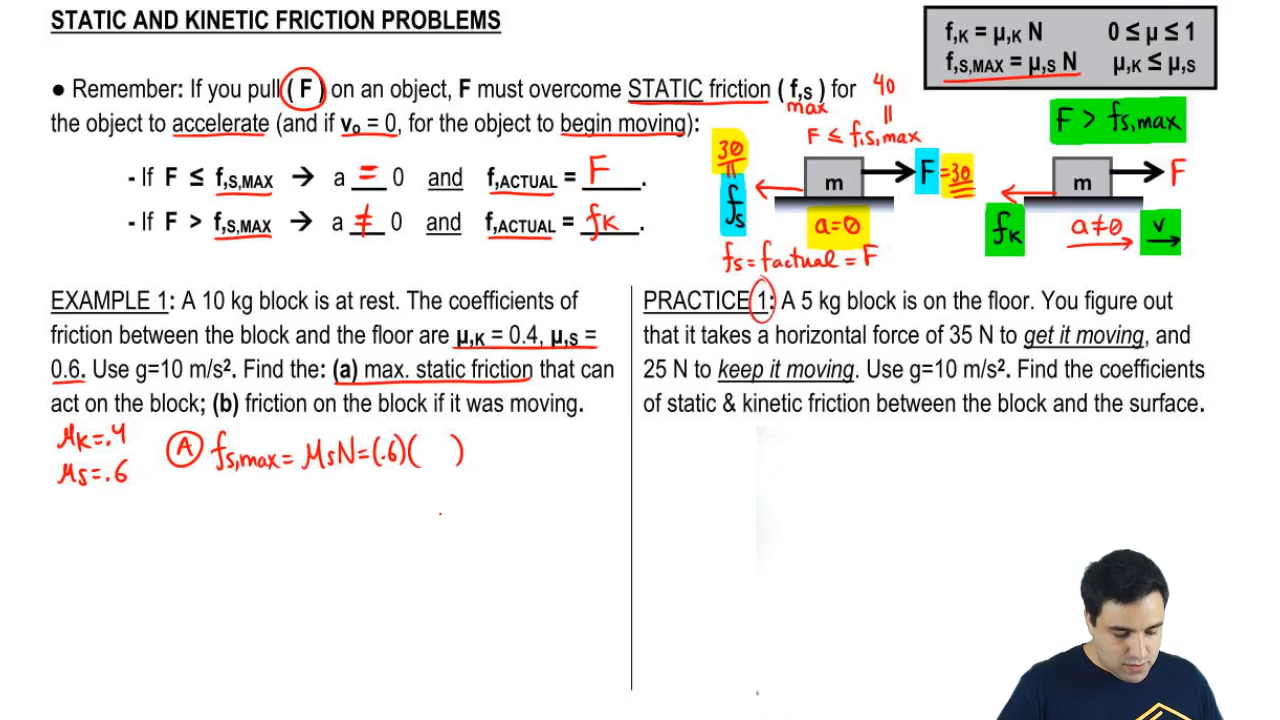 STATIC AND KINETIC FRICTION PROBLEMS
f,K = μ,K N 0 ≤ μ ≤ 1
f,S,MAX = μ,S N μ,K ≤ μ,S
● Remember: If you pull ( F ) on an object, F must overcome STATIC friction ( f,s ) for
max
the object to accelerate (and if v₀ = 0, for the object to begin moving):
- If F ≤ f,S,MAX → a = 0 and f,ACTUAL = F.
- If F > f,S,MAX → a ≠ 0 and f,ACTUAL = fK.
40
=
F ≤ f,s,max
30
=
fs
m
F = 30
a=0
fs = factual = F
F > fs,max
m
F
fK
a≠0
v
EXAMPLE 1: A 10 kg block is at rest. The coefficients of
friction between the block and the floor are μ,K = 0.4, μ,S =
0.6. Use g=10 m/s². Find the: (a) max. static friction that can
act on the block; (b) friction on the block if it was moving.
μK=.4
μs=.6
A fs,max = μsN=(.6)( )
PRACTICE 1: A 5 kg block is on the floor. You figure out
that it takes a horizontal force of 35 N to get it moving, and
25 N to keep it moving. Use g=10 m/s². Find the coefficients
of static & kinetic friction between the block and the surface.